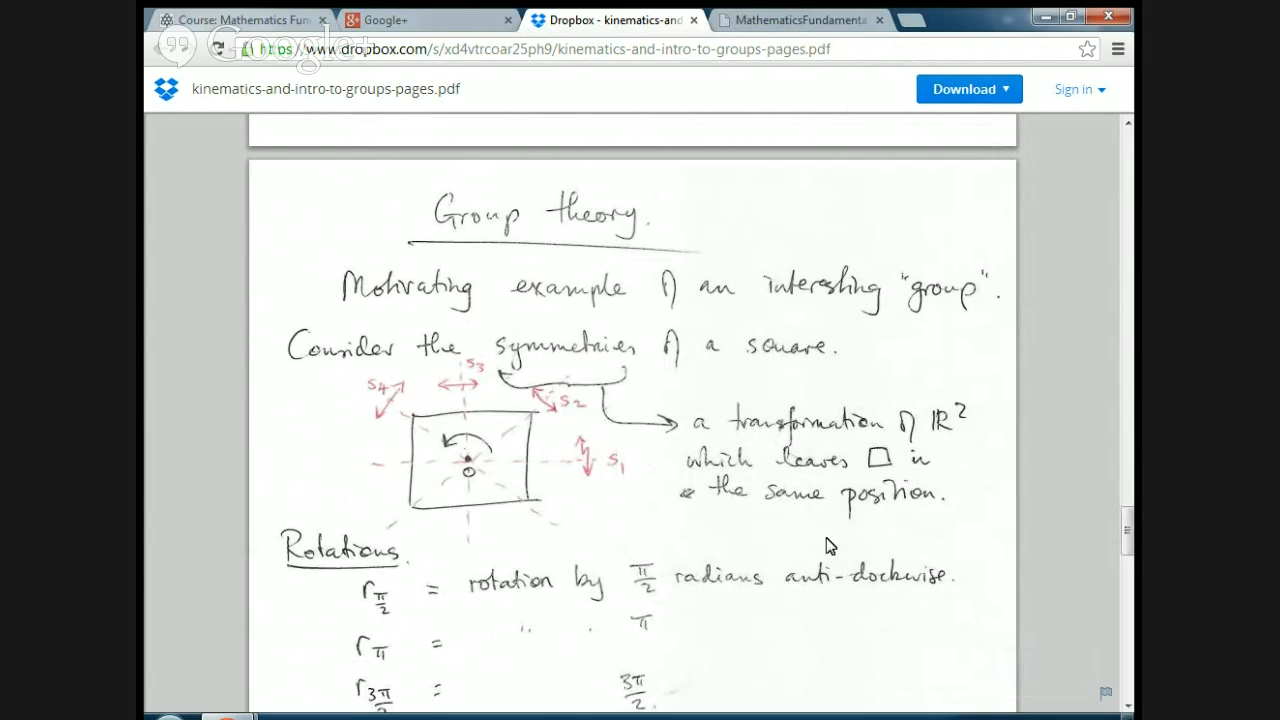 Course: Mathematics Fun
Google+
Dropbox - kinematics-and
MathematicsFundamenta
Google+
https://www.dropbox.com/s/xd4vtrcoar25ph9/kinematics-and-intro-to-groups-pages.pdf
kinematics-and-intro-to-groups-pages.pdf
Download
Sign in
Group theory.
Motivating example of an interesting "group".
Consider the symmetries of a square.
S4 S3 S2
a transformation of ℝ²
S1
which leaves □ in
the same position.
O
Rotations.
r π/2 = rotation by π/2 radians anti-clockwise.
r π = " " π
r 3π/2 = 3π/2.